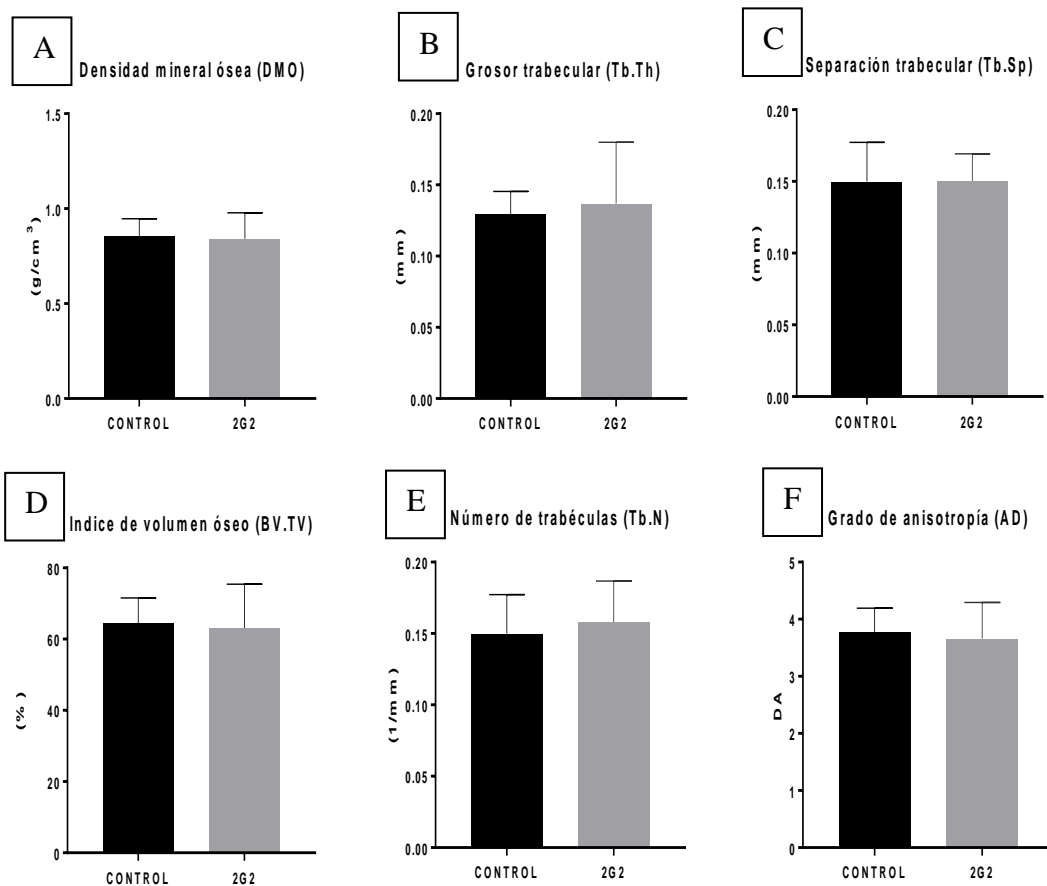 A
Densidad mineral ósea (DMO)
(g/cm³)
1.5
1.0
0.5
0.0
CONTROL 2G2
B
Grosor trabecular (Tb.Th)
(mm)
0.20
0.15
0.10
0.05
0.00
CONTROL 2G2
C
Separación trabecular (Tb.Sp)
(mm)
0.20
0.15
0.10
0.05
0.00
CONTROL 2G2
D
Indice de volumen óseo (BV.TV)
(%)
80
60
40
20
0
CONTROL 2G2
E
Número de trabéculas (Tb.N)
(1/mm)
0.20
0.15
0.10
0.05
0.00
CONTROL 2G2
F
Grado de anisotropía (AD)
DA
5
4
3
2
1
0
CONTROL 2G2